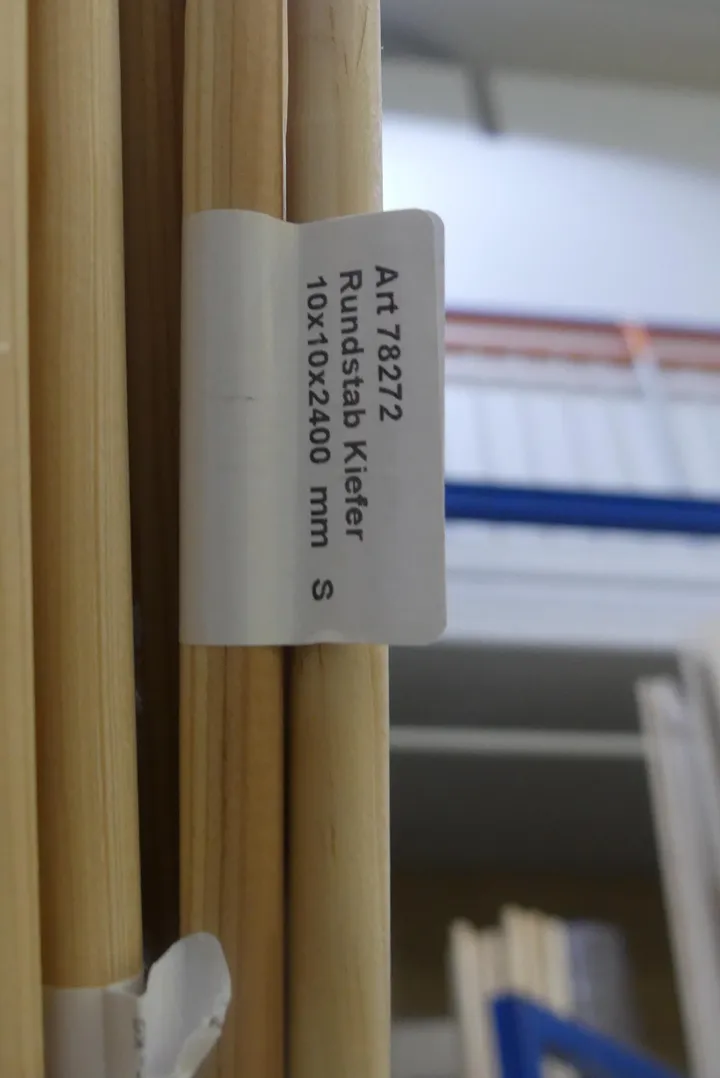 Art 78272
Rundstab Kiefer
10x10x2400 mm S